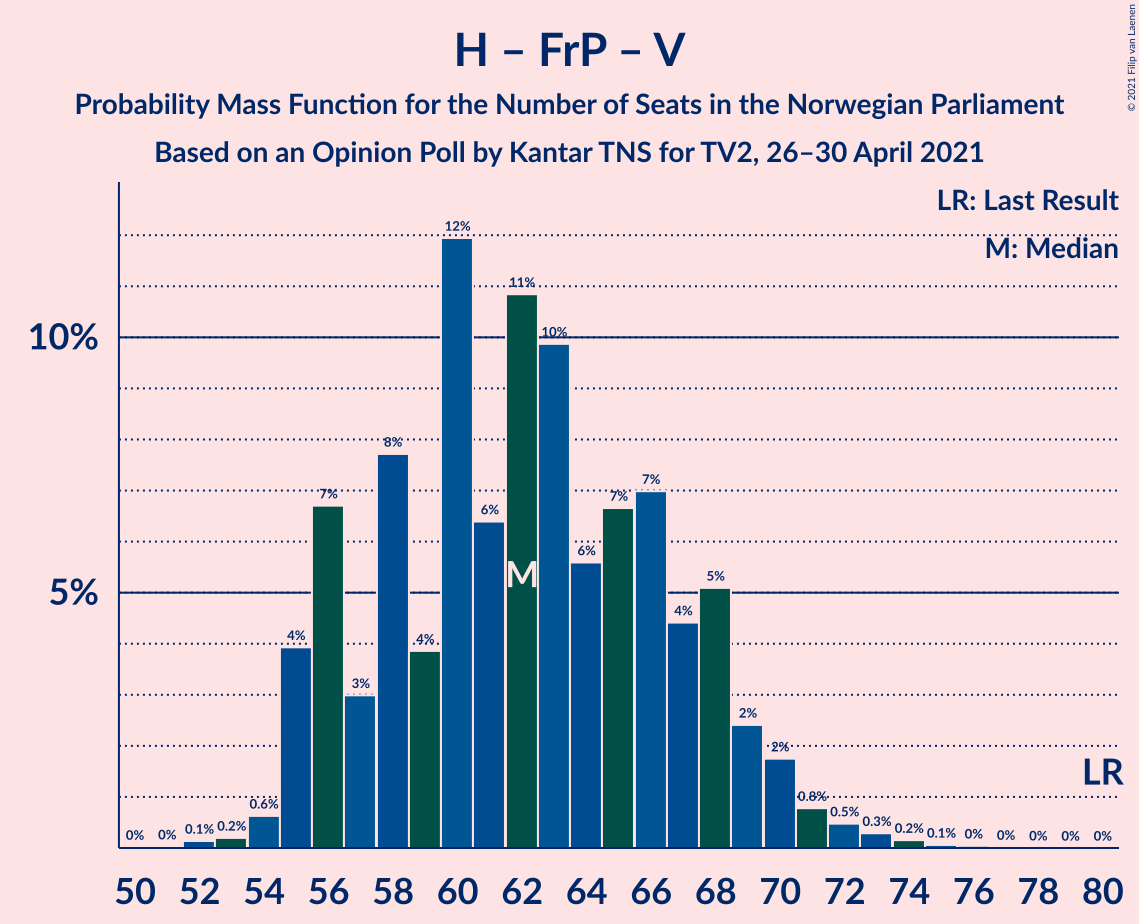 © 2021 Filip van Laenen
H – FrP – V
Probability Mass Function for the Number of Seats in the Norwegian Parliament
Based on an Opinion Poll by Kantar TNS for TV2, 26–30 April 2021
LR: Last Result
M: Median
10%
5%
0% 0% 0.1% 0.2% 0.6% 4% 7% 3% 8% 4% 12% 6% 11% 10% 6% 7% 7% 4% 5% 2% 2% 0.8% 0.5% 0.3% 0.2% 0.1% 0% 0% 0% 0% 0%
M
LR
50 52 54 56 58 60 62 64 66 68 70 72 74 76 78 80